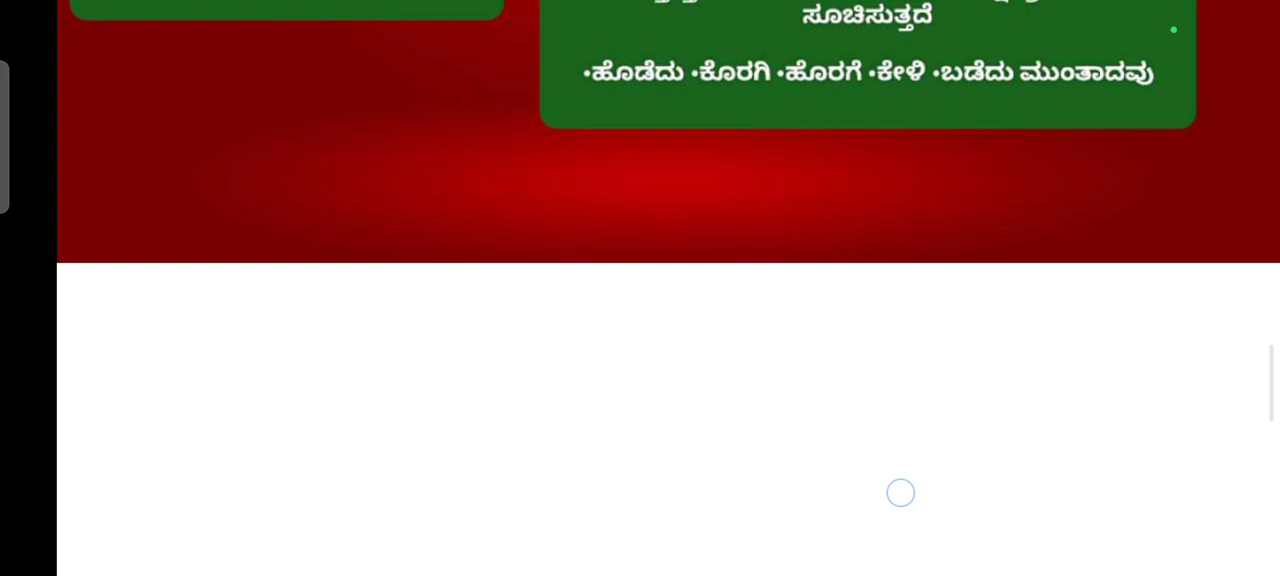 ಸೂಚಿಸುತ್ತದೆ
•ಹೊಡೆದು •ಕೊರಗಿ •ಹೊರಗೆ •ಕೇಳಿ •ಬಡೆದು ಮುಂತಾದವು